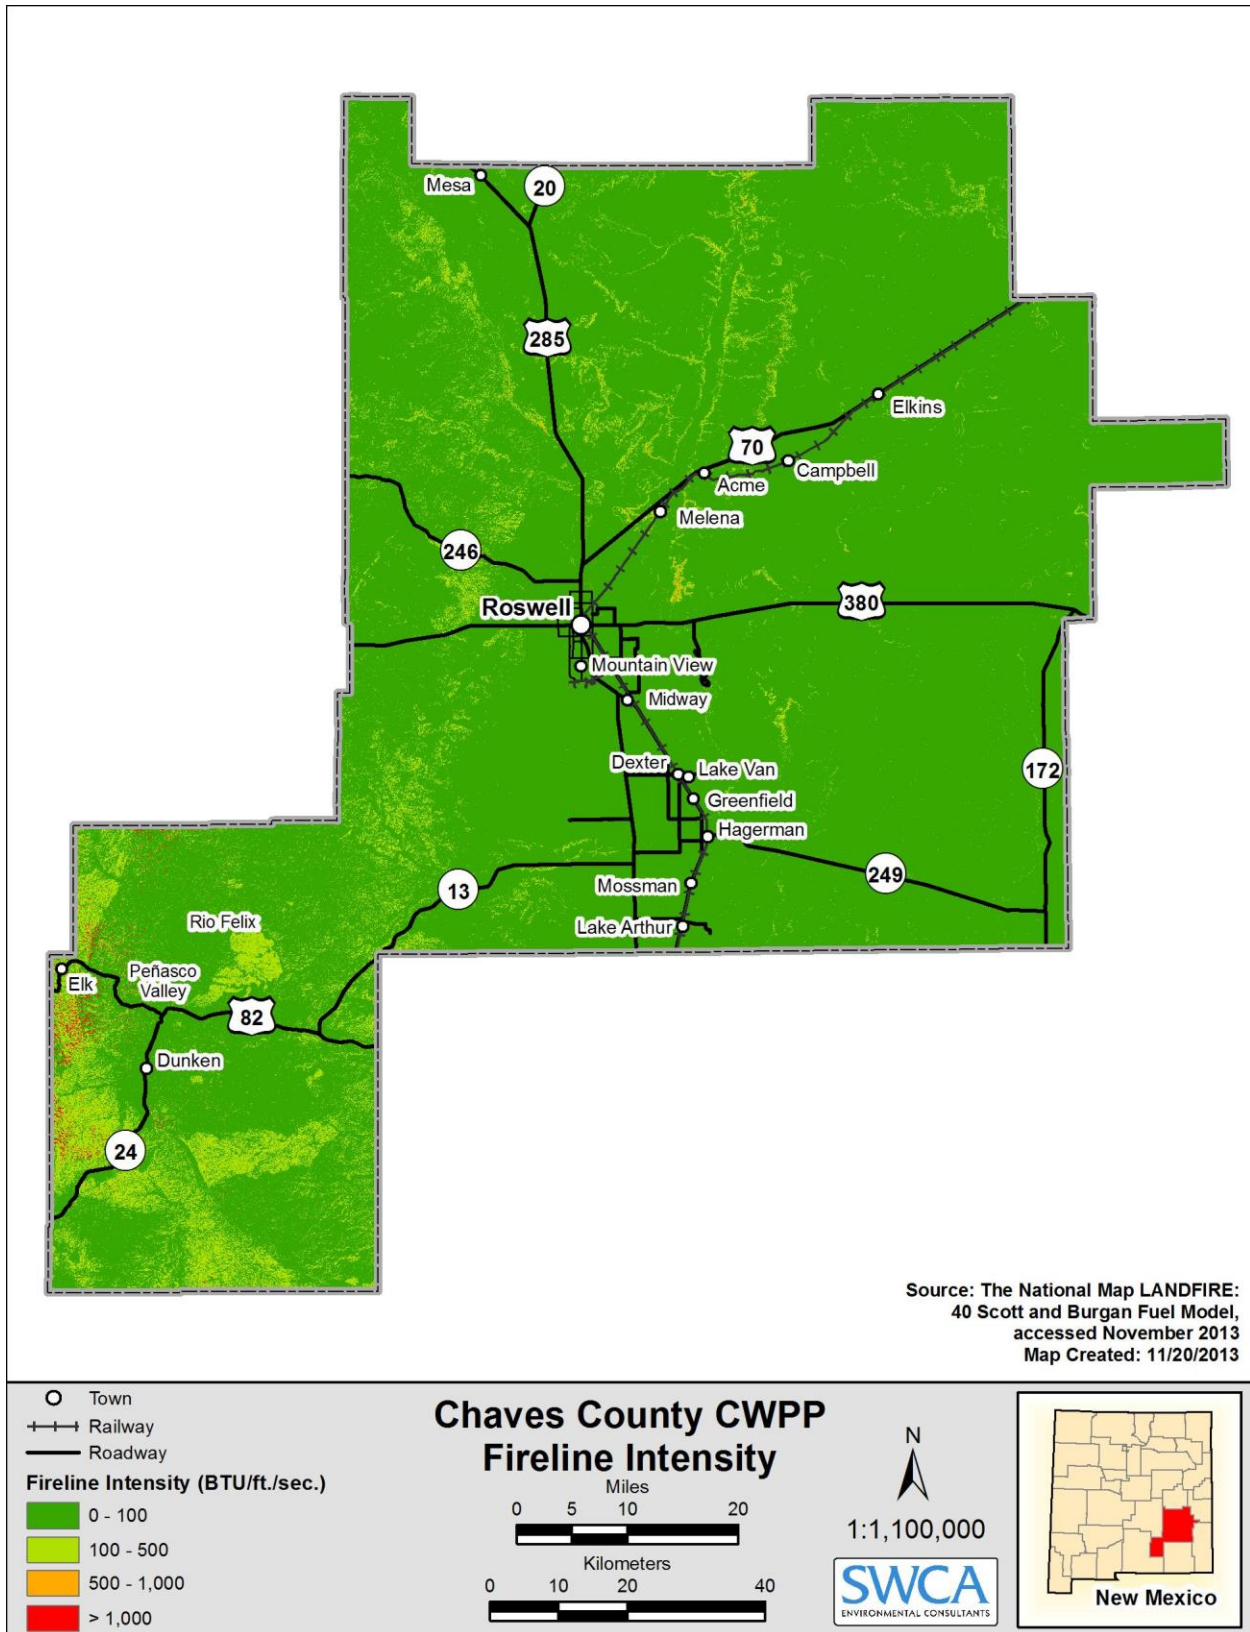 Mesa
20
285
Elkins
70
Campbell
Acme
Melena
246
Roswell
380
Mountain View
Midway
Dexter
Lake Van
172
Greenfield
Hagerman
249
13
Mossman
Rio Felix
Lake Arthur
Elk
Peñasco
Valley
82
Dunken
24
Source: The National Map LANDFIRE:
40 Scott and Burgan Fuel Model,
accessed November 2013
Map Created: 11/20/2013
Town
Railway
Roadway
Fireline Intensity (BTU/ft./sec.)
0 - 100
100 - 500
500 - 1,000
> 1,000
Chaves County CWPP
Fireline Intensity
Miles
0 5 10 20
Kilometers
0 10 20 40
N
1:1,100,000
SWCA
ENVIRONMENTAL CONSULTANTS
New Mexico